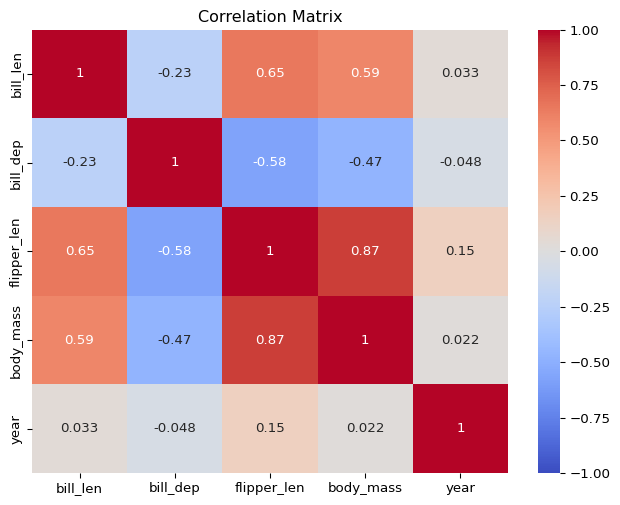 Correlation Matrix
bill_len 1 -0.23 0.65 0.59 0.033
bill_dep -0.23 1 -0.58 -0.47 -0.048
flipper_len 0.65 -0.58 1 0.87 0.15
body_mass 0.59 -0.47 0.87 1 0.022
year 0.033 -0.048 0.15 0.022 1
bill_len bill_dep flipper_len body_mass year
1.00
0.75
0.50
0.25
0.00
−0.25
−0.50
−0.75
−1.00